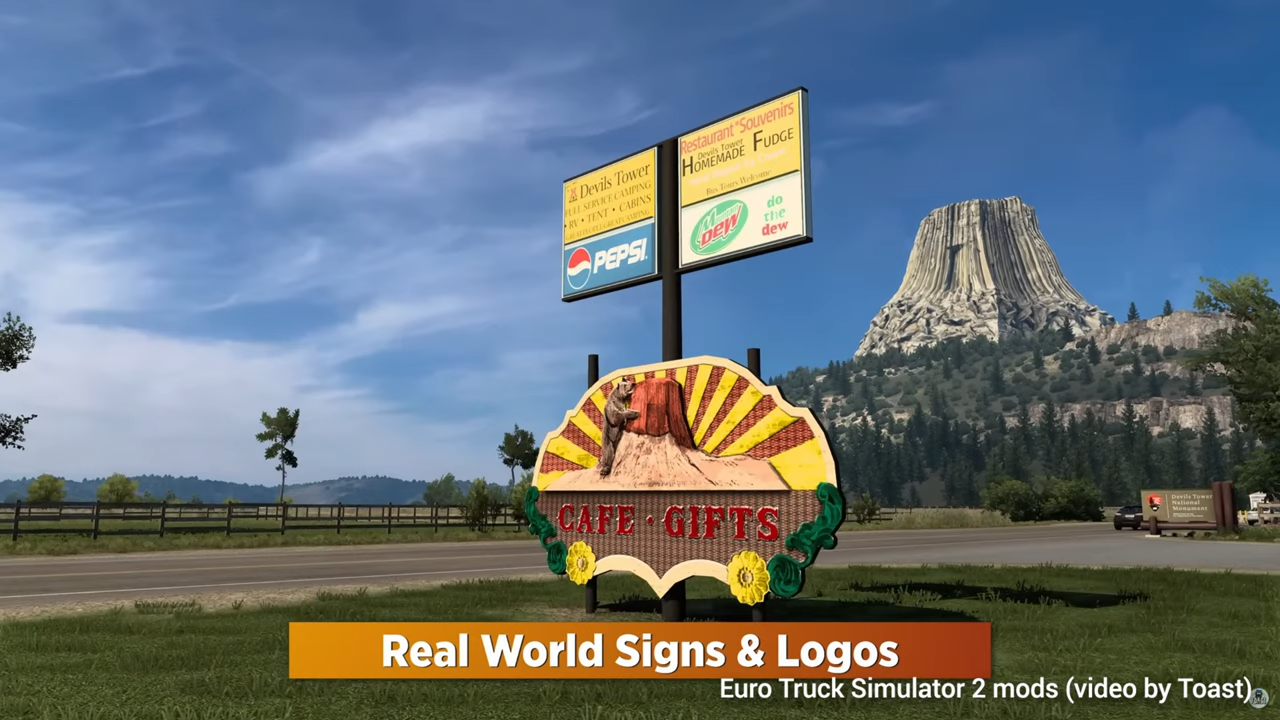 Devils Tower
FULL SERVICE CAMPING
• RV • TENT • CABINS
PEPSI
Restaurant * Souvenirs
Devils Tower
HOMEMADE FUDGE
Bus Tours Welcome
Mountain
Dew
do
the
dew
CAFE · GIFTS
Devils Tower
National
Monument
Real World Signs & Logos
Euro Truck Simulator 2 mods (video by Toast)